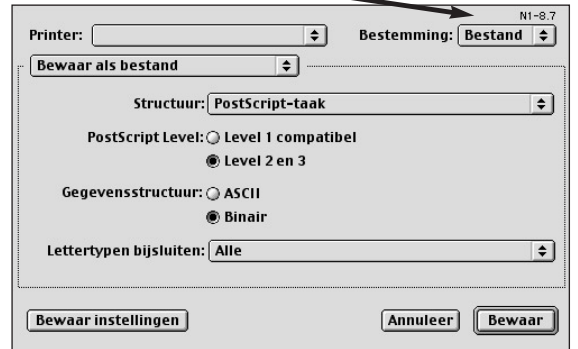 N1-8.7
Printer: Bestemming: Bestand
Bewaar als bestand
Structuur: PostScript-taak
PostScript Level: Level 1 compatibel
Level 2 en 3
Gegevensstructuur: ASCII
Binair
Lettertypen bijsluiten: Alle
Bewaar instellingen Annuleer Bewaar